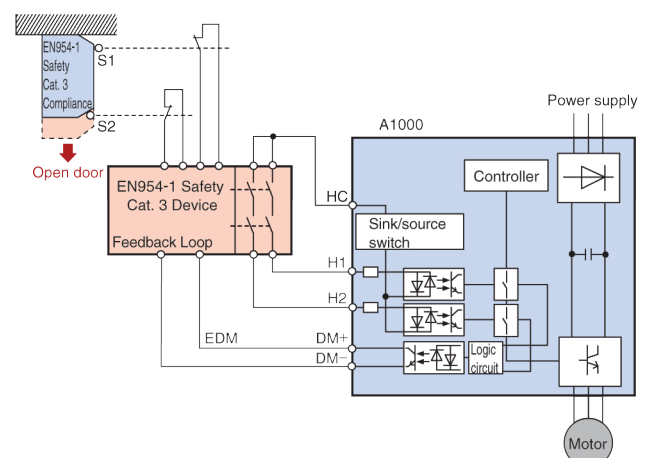 EN954-1
Safety
Cat. 3
Compliance
S1
S2
Open door
EN954-1 Safety
Cat. 3 Device
Feedback Loop
EDM
A1000
Power supply
HC
Controller
Sink/source
switch
H1
H2
DM+
DM−
Logic
circuit
Motor